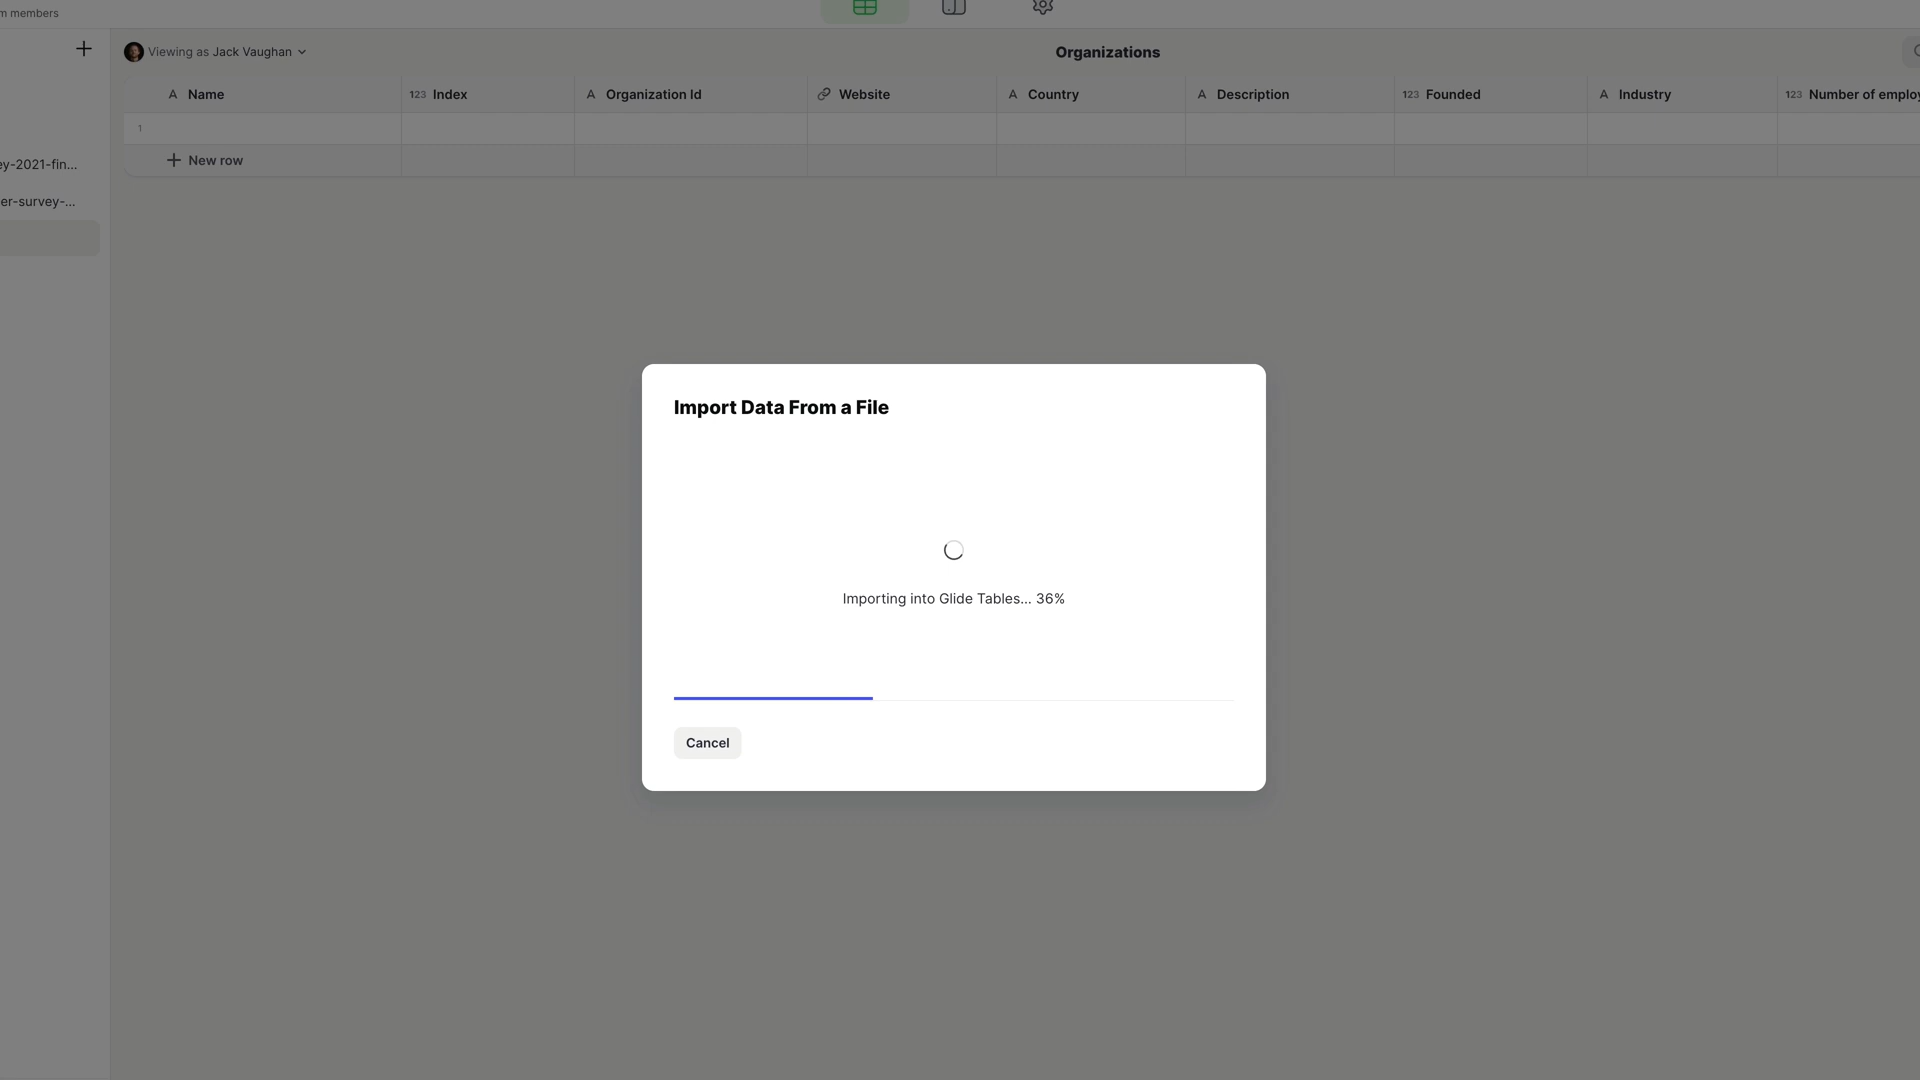 m members
Viewing as Jack Vaughan
Organizations
A Name
123 Index
A Organization Id
Website
A Country
A Description
123 Founded
A Industry
123 Number of employ
1
New row
ey-2021-fin...
er-survey-...
Import Data From a File
Importing into Glide Tables... 36%
Cancel